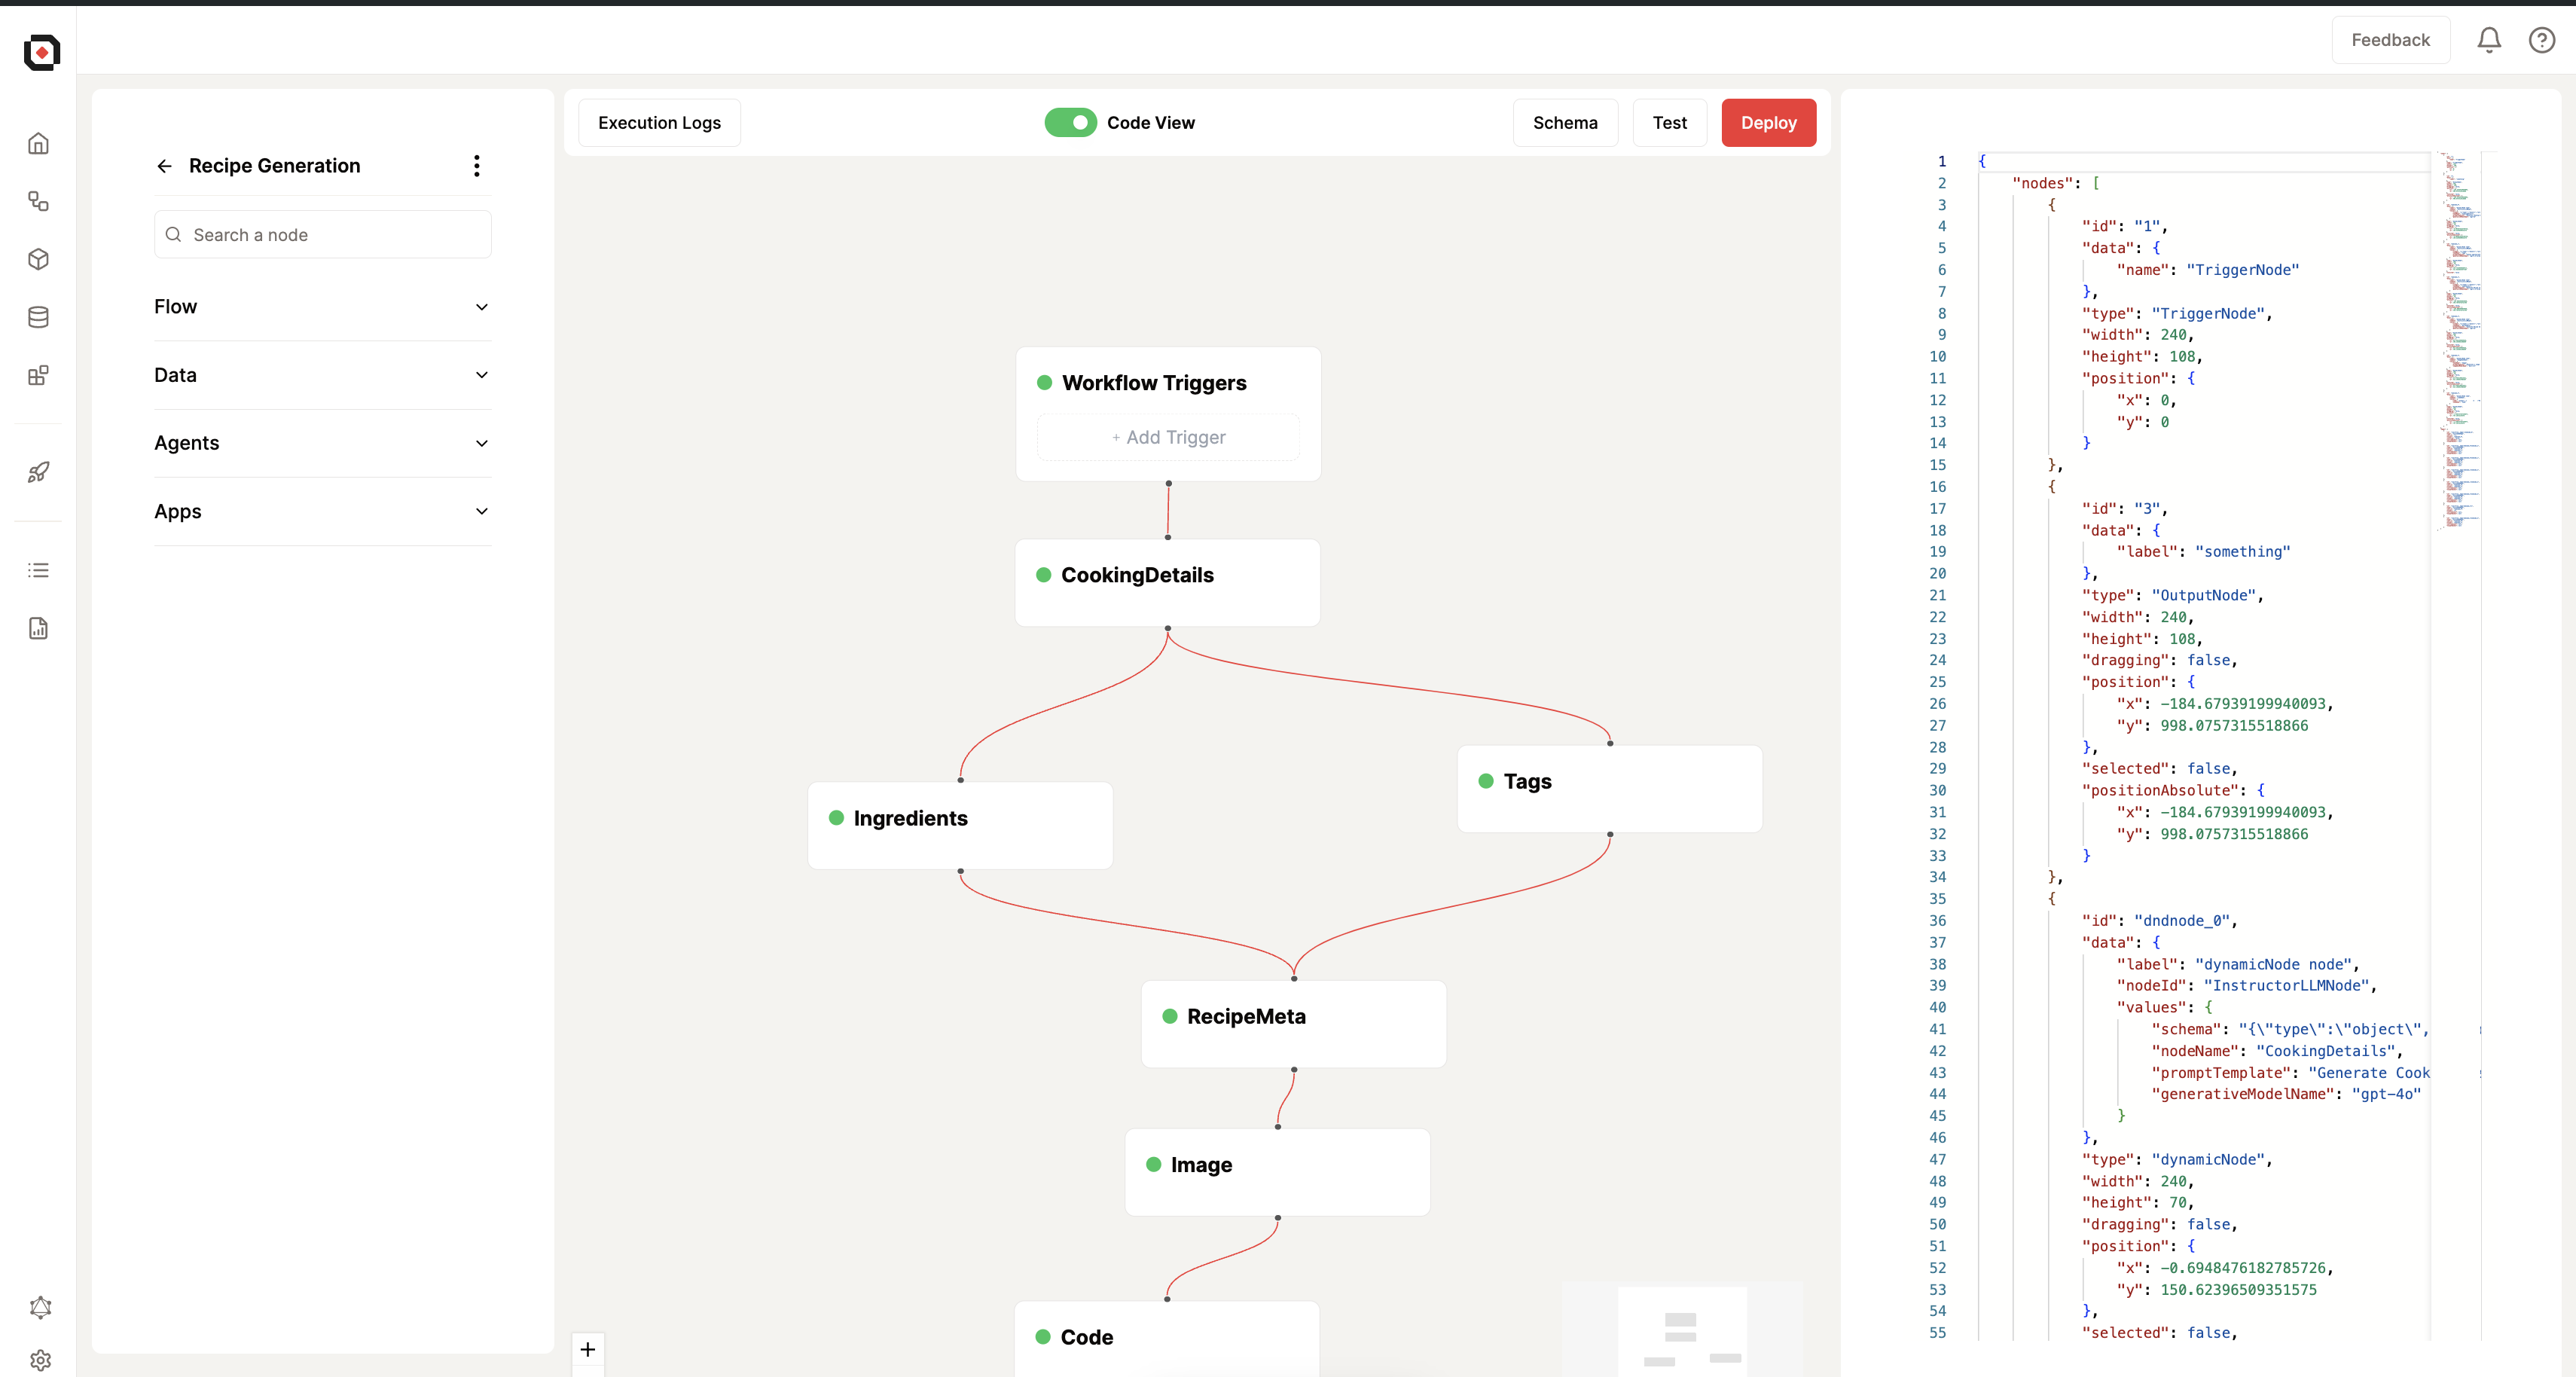 Feedback
Recipe Generation
Search a node
Flow
Data
Agents
Apps
Execution Logs
Code View
Schema
Test
Deploy
Workflow Triggers
+ Add Trigger
CookingDetails
Ingredients
Tags
RecipeMeta
Image
Code
+
1 {
2 "nodes": [
3 {
4 "id": "1",
5 "data": {
6 "name": "TriggerNode"
7 },
8 "type": "TriggerNode",
9 "width": 240,
10 "height": 108,
11 "position": {
12 "x": 0,
13 "y": 0
14 }
15 },
16 {
17 "id": "3",
18 "data": {
19 "label": "something"
20 },
21 "type": "OutputNode",
22 "width": 240,
23 "height": 108,
24 "dragging": false,
25 "position": {
26 "x": -184.67939199940093,
27 "y": 998.0757315518866
28 },
29 "selected": false,
30 "positionAbsolute": {
31 "x": -184.67939199940093,
32 "y": 998.0757315518866
33 }
34 },
35 {
36 "id": "dndnode_0",
37 "data": {
38 "label": "dynamicNode node",
39 "nodeId": "InstructorLLMNode",
40 "values": {
41 "schema": "{\"type\":\"object\",
42 "nodeName": "CookingDetails",
43 "promptTemplate": "Generate Cook
44 "generativeModelName": "gpt-4o"
45 }
46 },
47 "type": "dynamicNode",
48 "width": 240,
49 "height": 70,
50 "dragging": false,
51 "position": {
52 "x": -0.6948476182785726,
53 "y": 150.62396509351575
54 },
55 "selected": false,